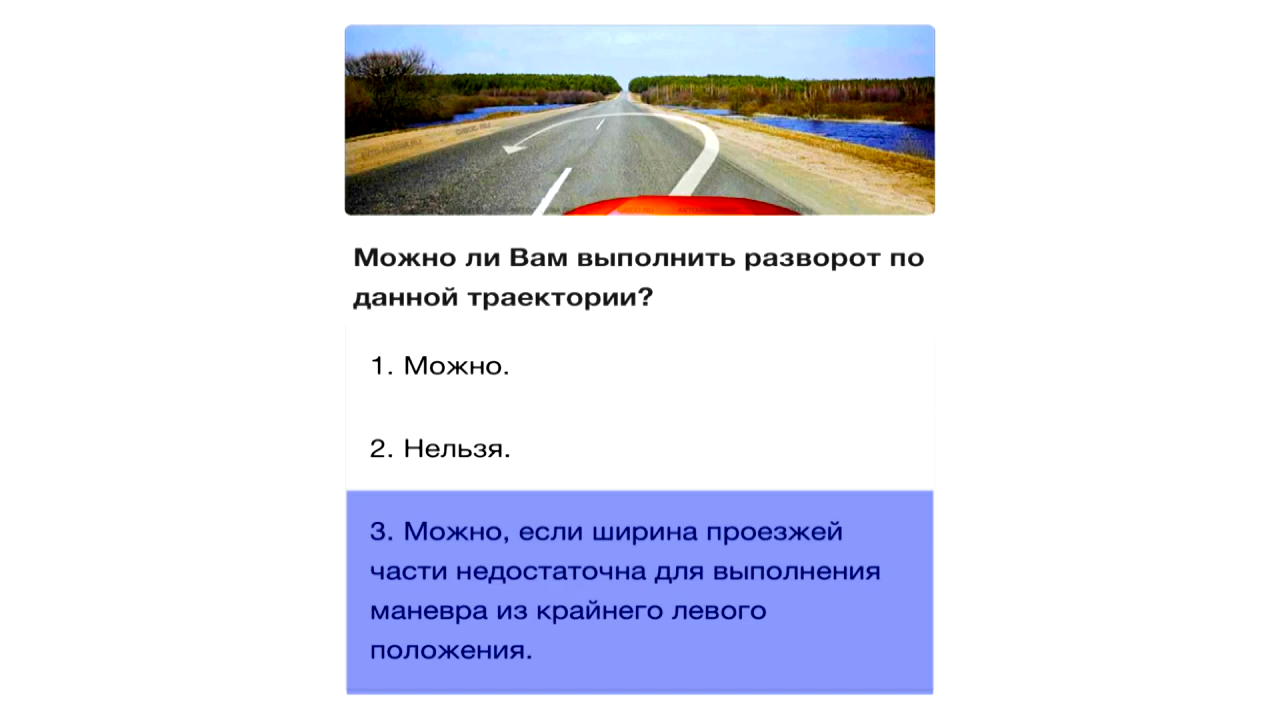 Можно ли Вам выполнить разворот по
данной траектории?
1. Можно.
2. Нельзя.
3. Можно, если ширина проезжей
части недостаточна для выполнения
маневра из крайнего левого
положения.